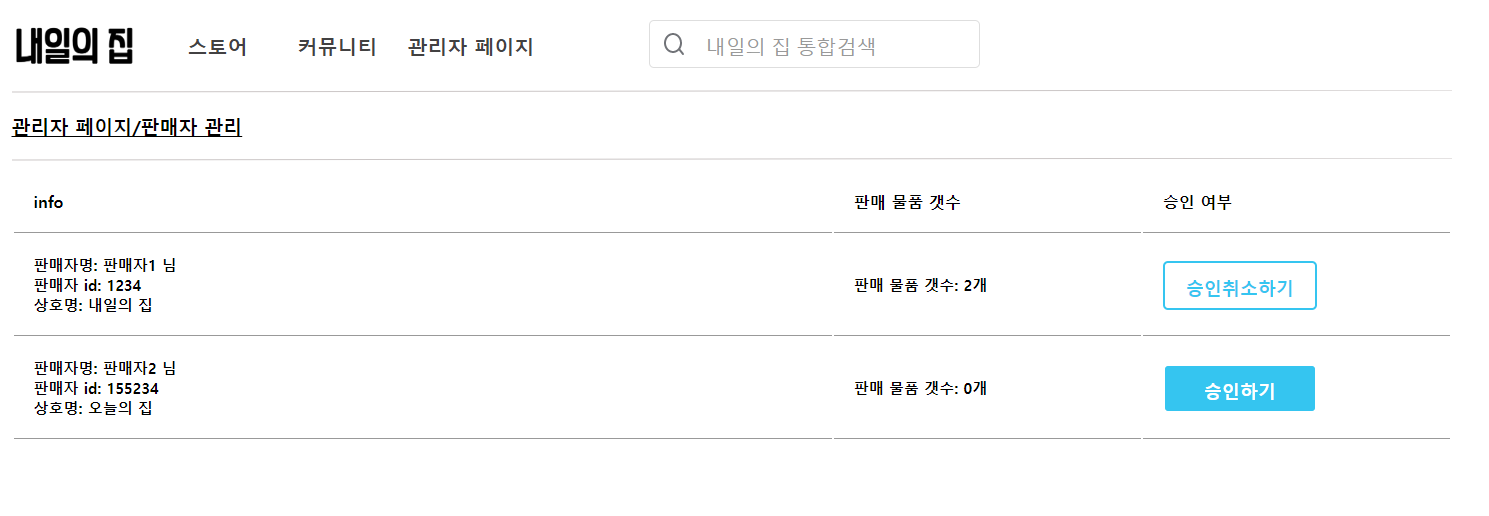 내일의 집 스토어 커뮤니티 관리자 페이지 내일의 집 통합검색
관리자 페이지/판매자 관리
info 판매 물품 갯수 승인 여부
판매자명: 판매자1 님
판매자 id: 1234
상호명: 내일의 집
판매 물품 갯수: 2개
승인취소하기
판매자명: 판매자2 님
판매자 id: 155234
상호명: 오늘의 집
판매 물품 갯수: 0개
승인하기